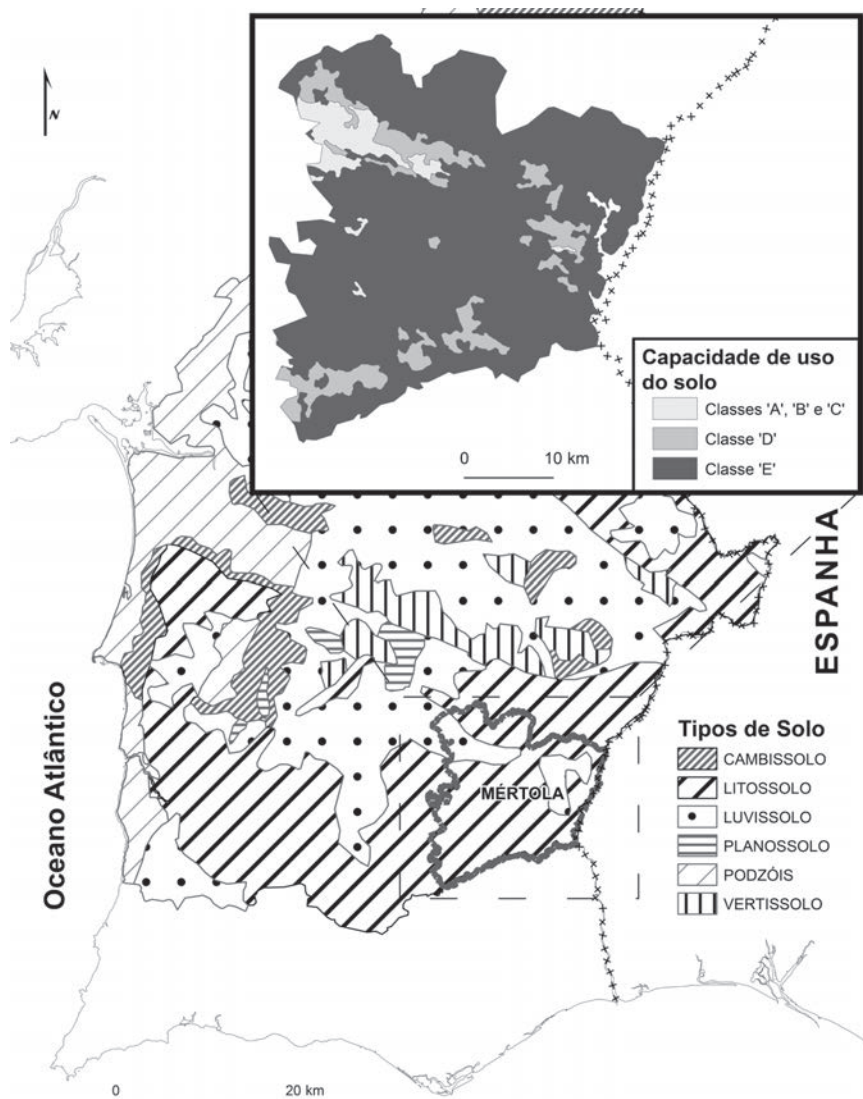 N
Capacidade de uso
do solo
Classes 'A', 'B' e 'C'
Classe 'D'
Classe 'E'
0 10 km
ESPANHA
Oceano Atlântico
MÉRTOLA
Tipos de Solo
CAMBISSOLO
LITOSSOLO
LUVISSOLO
PLANOSSOLO
PODZÓIS
VERTISSOLO
0 20 km